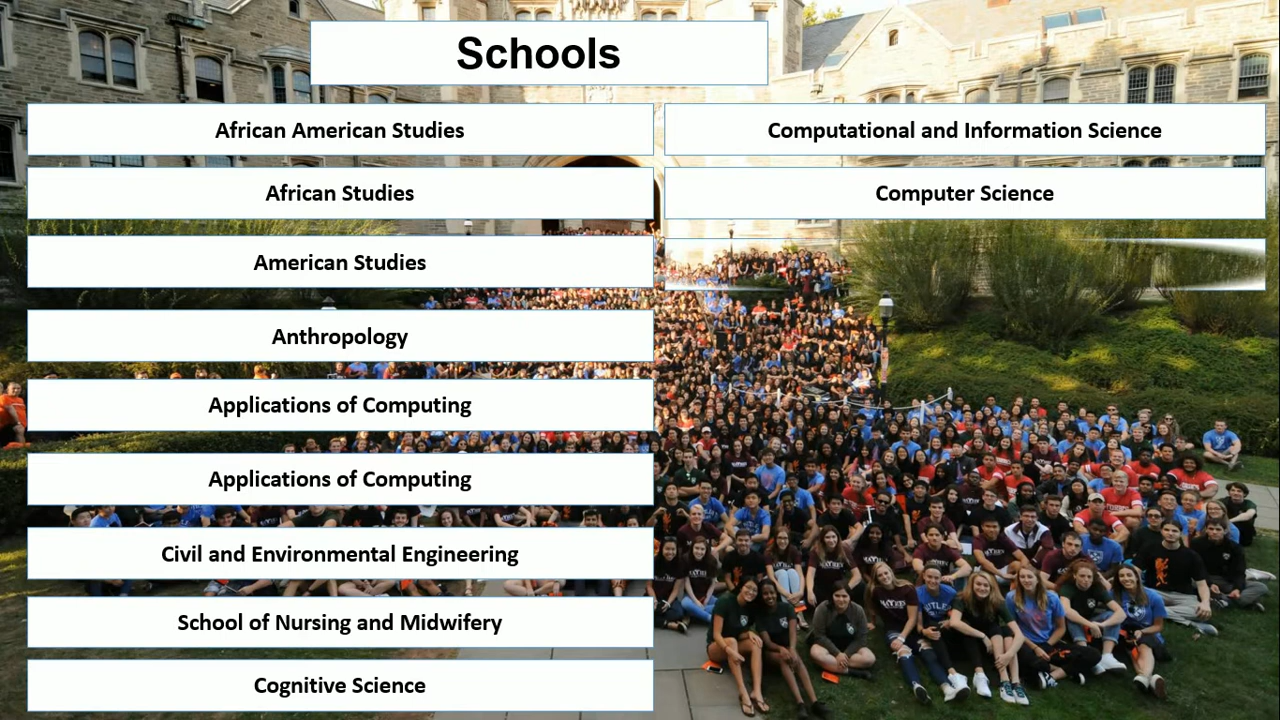 Schools
African American Studies
African Studies
American Studies
Anthropology
Applications of Computing
Applications of Computing
Civil and Environmental Engineering
School of Nursing and Midwifery
Cognitive Science
Computational and Information Science
Computer Science